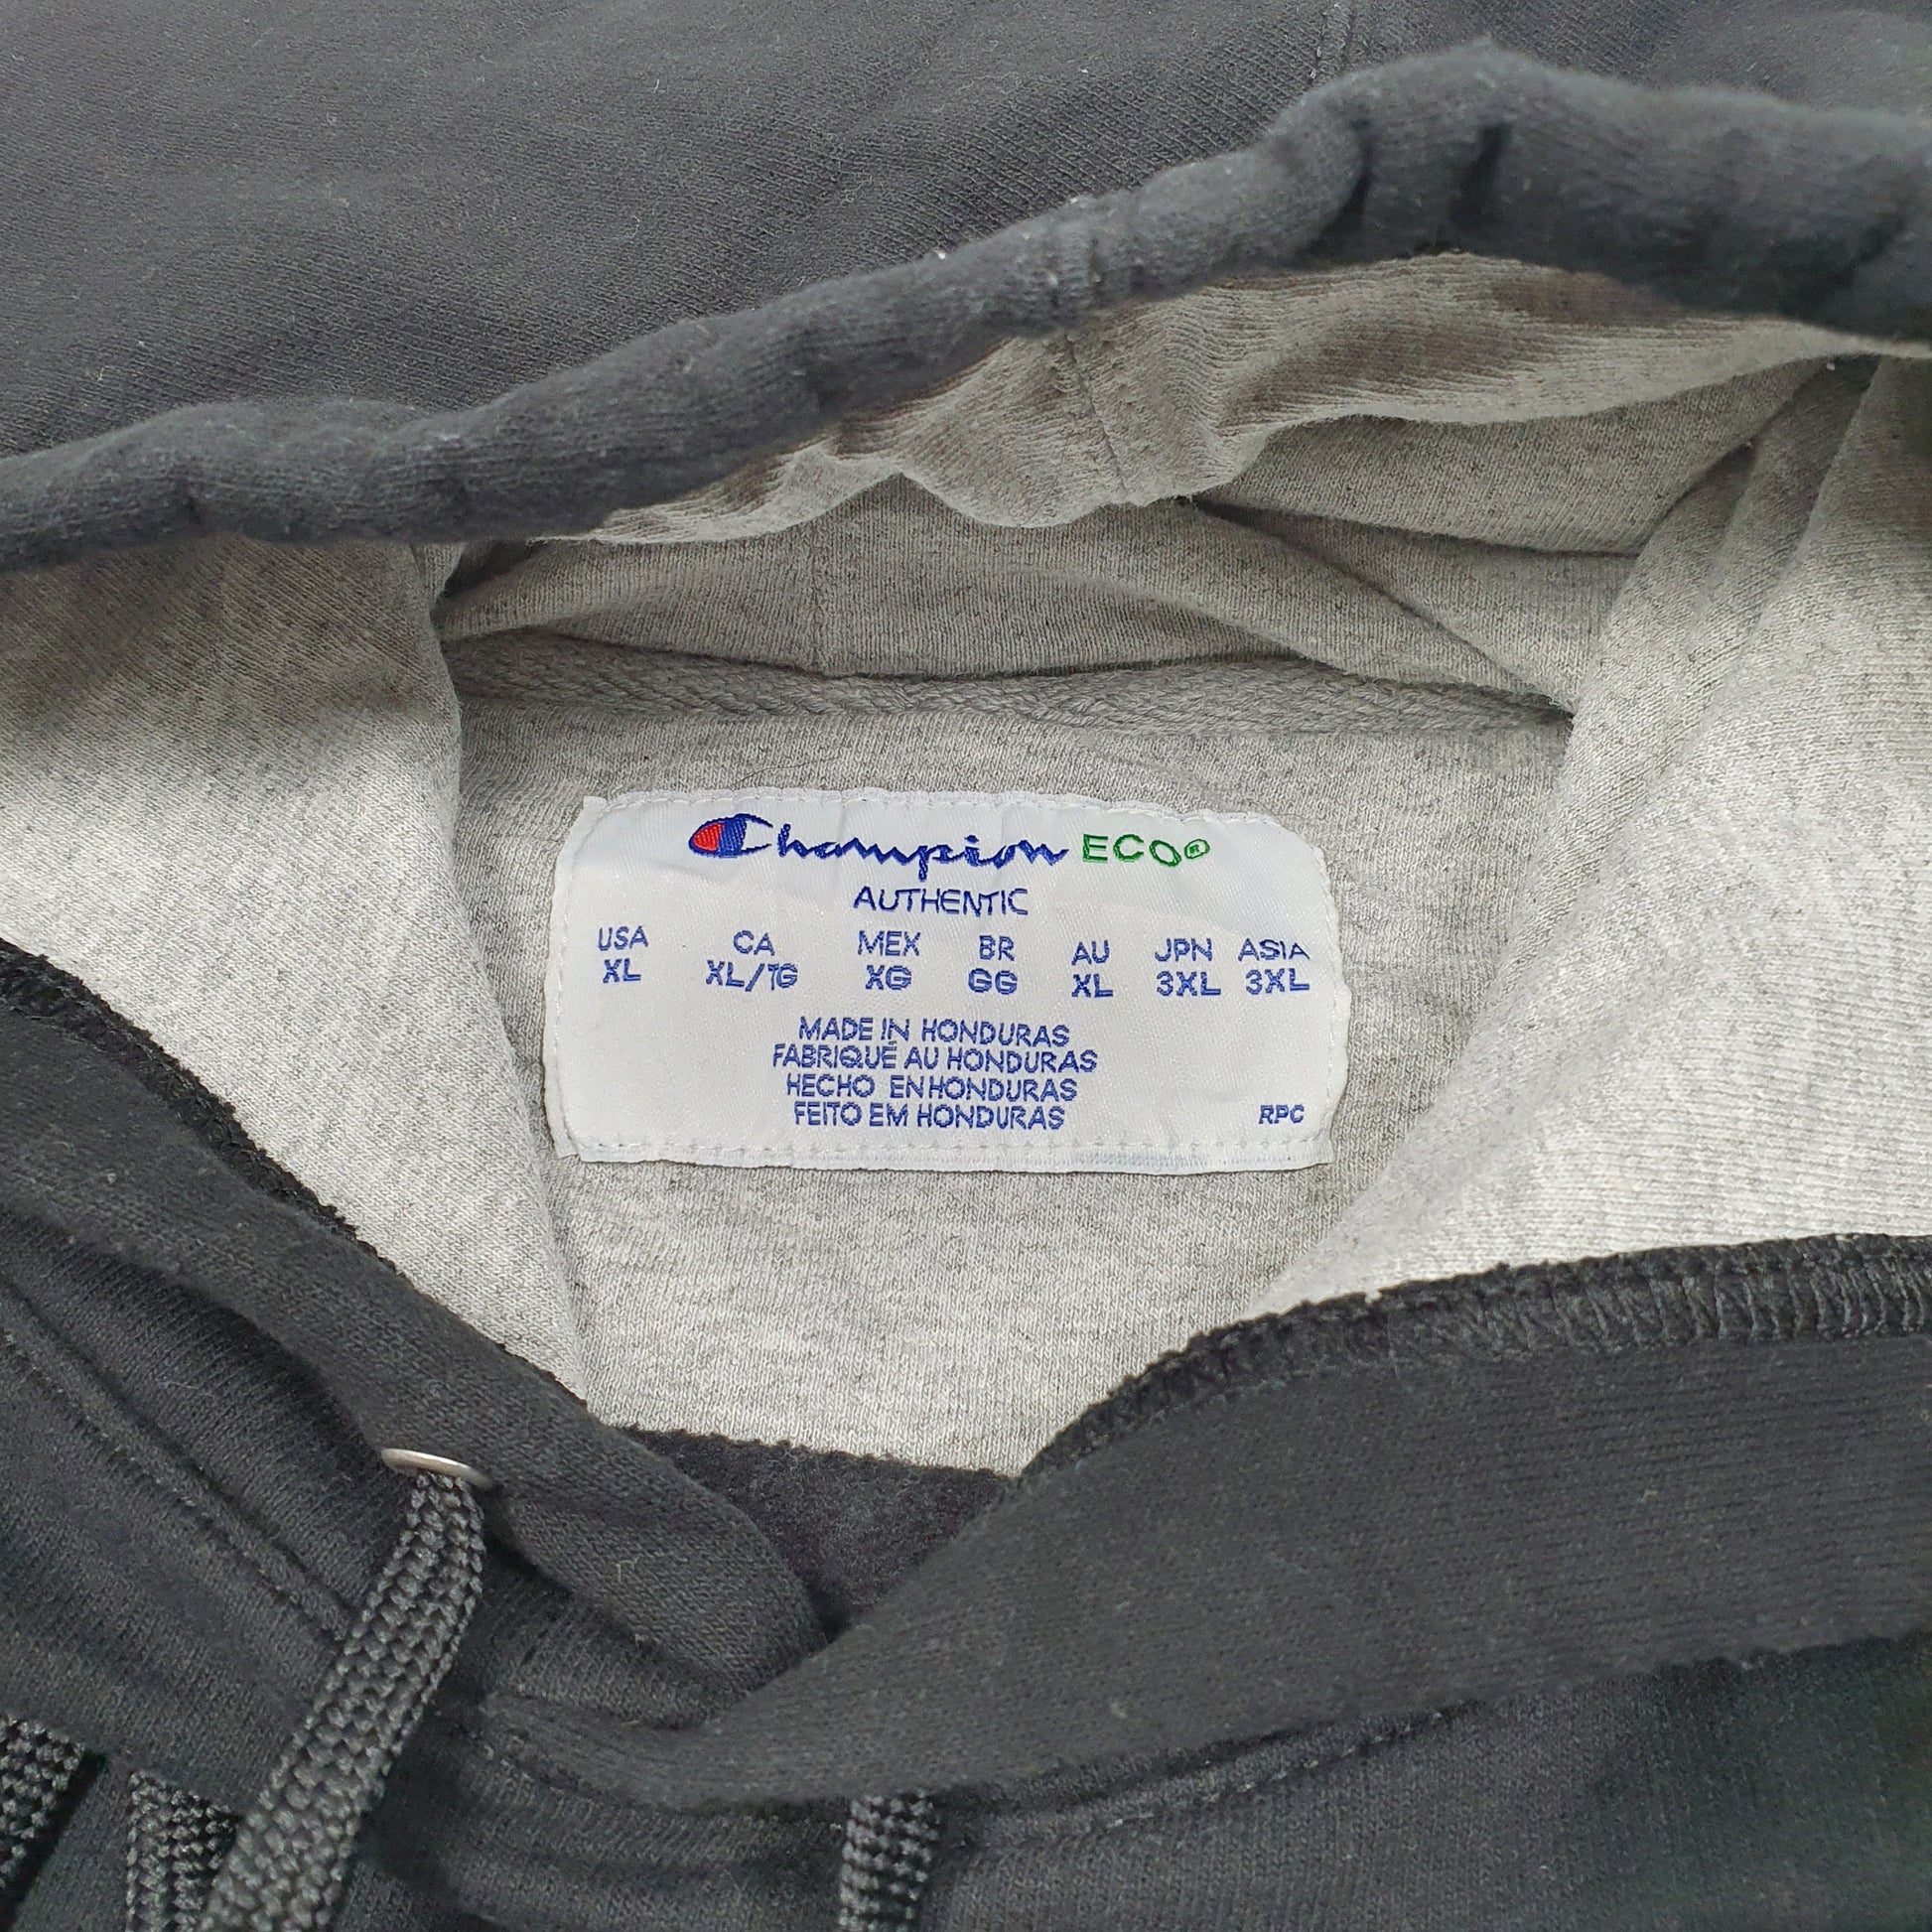 Champion ECO®
AUTHENTIC
USA CA MEX BR AU JPN ASIA
XL XL/TG XG GG XL 3XL 3XL
MADE IN HONDURAS
FABRIQUÉ AU HONDURAS
HECHO EN HONDURAS
FEITO EM HONDURAS RPC